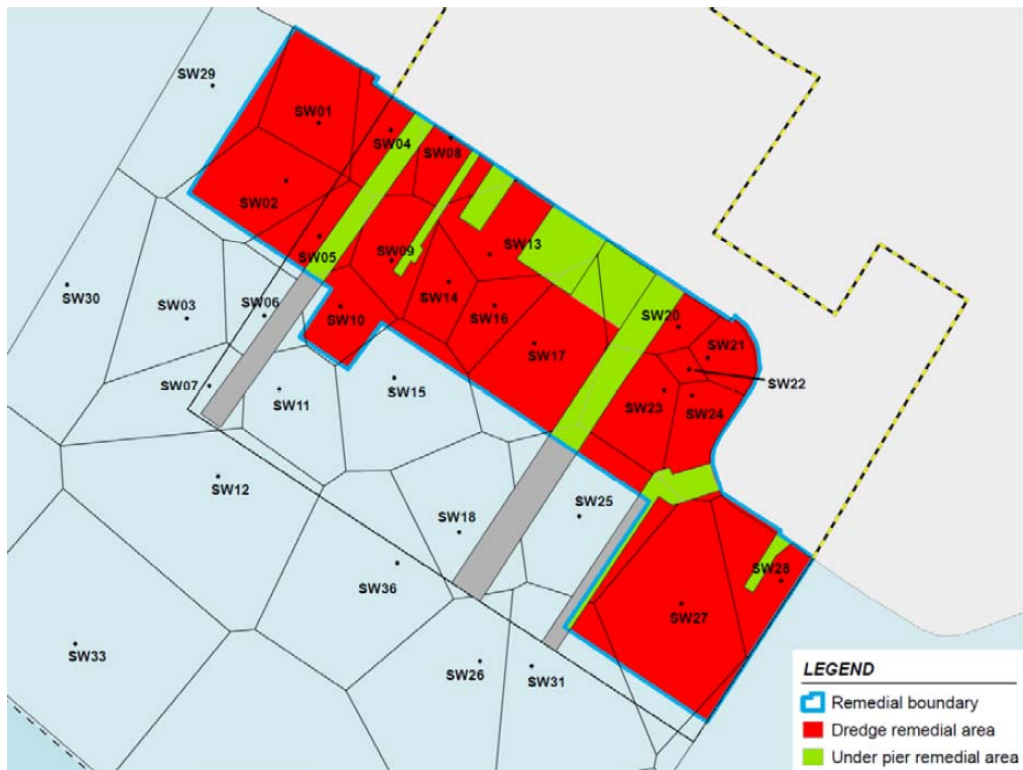 SW29
SW01
SW04
SW08
SW02
SW05
SW09
SW13
SW30
SW03
SW06
SW10
SW14
SW16
SW20
SW21
SW17
SW22
SW07
SW11
SW15
SW23
SW24
SW12
SW18
SW25
SW36
SW28
SW27
SW33
SW26
SW31
LEGEND
Remedial boundary
Dredge remedial area
Under pier remedial area